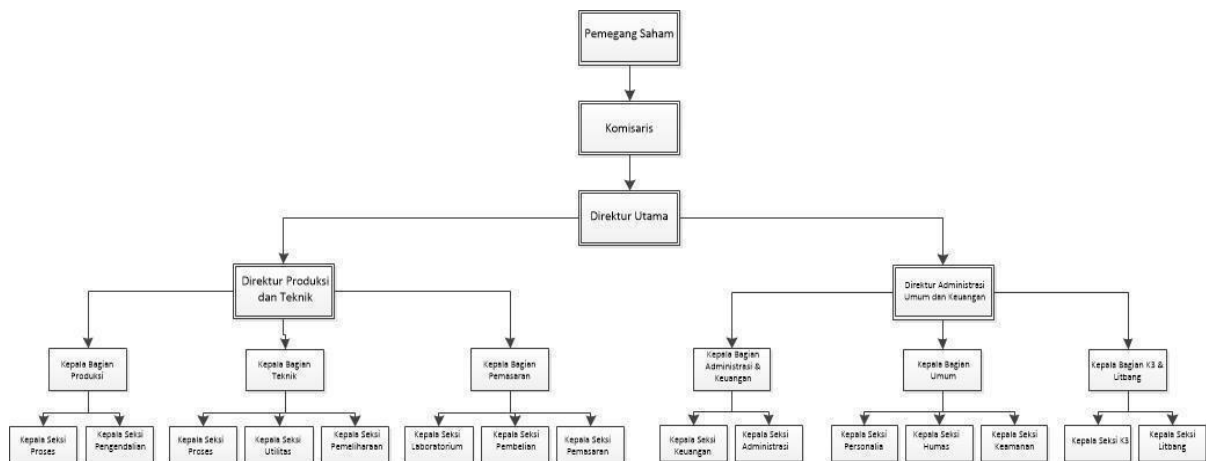 Pemegang Saham
Komisaris
Direktur Utama
Direktur Produksi
dan Teknik
Direktur Administrasi
Umum dan Keuangan
Kepala Bagian
Produksi
Kepala Bagian
Teknik
Kepala Bagian
Pemasaran
Kepala Bagian
Administrasi &
Keuangan
Kepala Bagian
Umum
Kepala Bagian K3 &
Litbang
Kepala Seksi
Proses
Kepala Seksi
Pengendalian
Kepala Seksi
Proses
Kepala Seksi
Utilitas
Kepala Seksi
Pemeliharaan
Kepala Seksi
Laboratorium
Kepala Seksi
Pembelian
Kepala Seksi
Pemasaran
Kepala Seksi
Keuangan
Kepala Seksi
Administrasi
Kepala Seksi
Personalia
Kepala Seksi
Humas
Kepala Seksi
Keamanan
Kepala Seksi K3
Kepala Seksi
Litbang